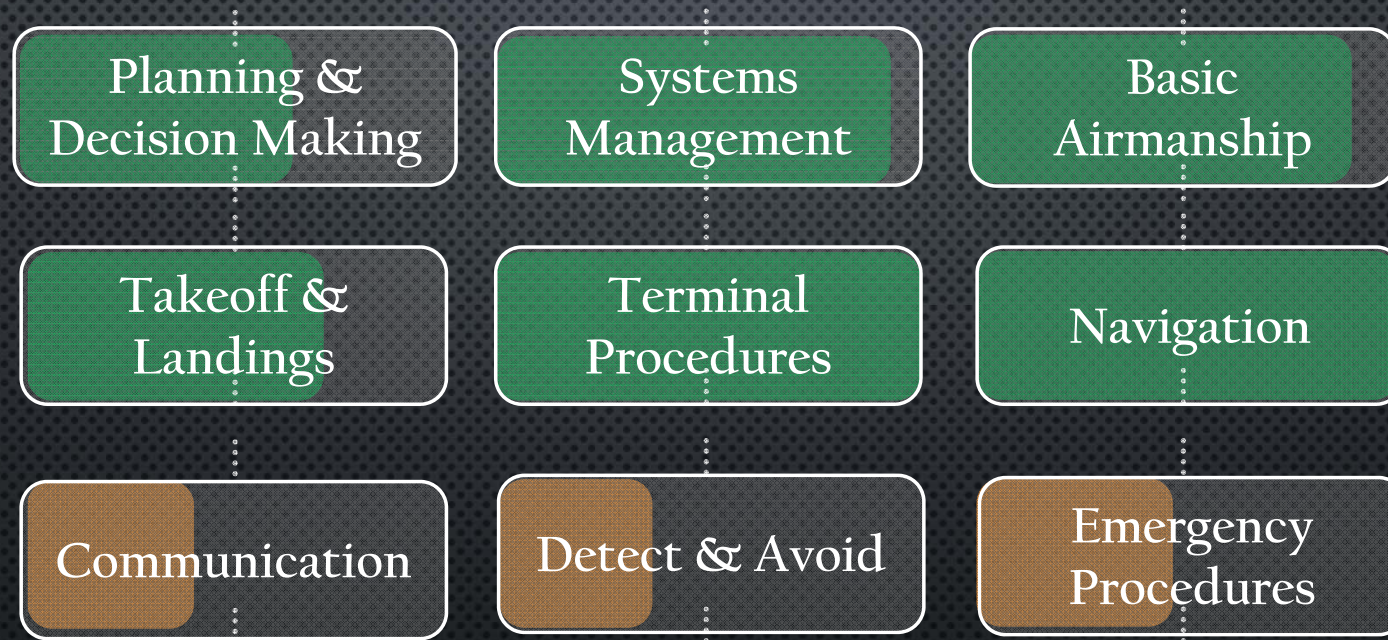 Planning &
Decision Making
Systems
Management
Basic
Airmanship
Takeoff &
Landings
Terminal
Procedures
Navigation
Communication
Detect & Avoid
Emergency
Procedures